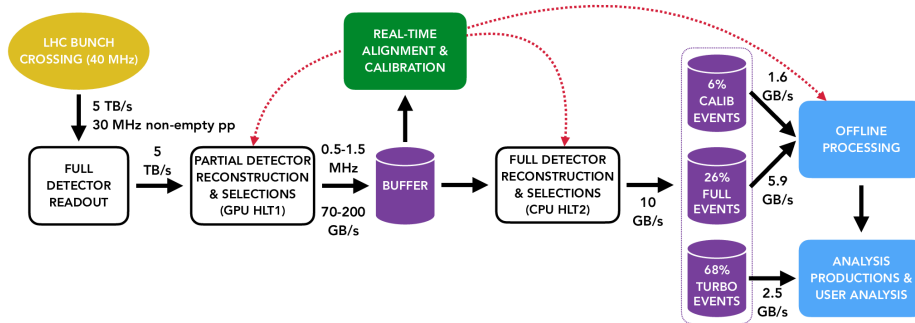 LHC BUNCH
CROSSING (40 MHz)
5 TB/s
30 MHz non-empty pp
FULL
DETECTOR
READOUT
5
TB/s
PARTIAL DETECTOR
RECONSTRUCTION
& SELECTIONS
(GPU HLT1)
0.5-1.5
MHz
70-200
GB/s
REAL-TIME
ALIGNMENT &
CALIBRATION
BUFFER
FULL DETECTOR
RECONSTRUCTION
& SELECTIONS
(CPU HLT2)
10
GB/s
6%
CALIB
EVENTS
1.6
GB/s
26%
FULL
EVENTS
5.9
GB/s
68%
TURBO
EVENTS
2.5
GB/s
OFFLINE
PROCESSING
ANALYSIS
PRODUCTIONS &
USER ANALYSIS